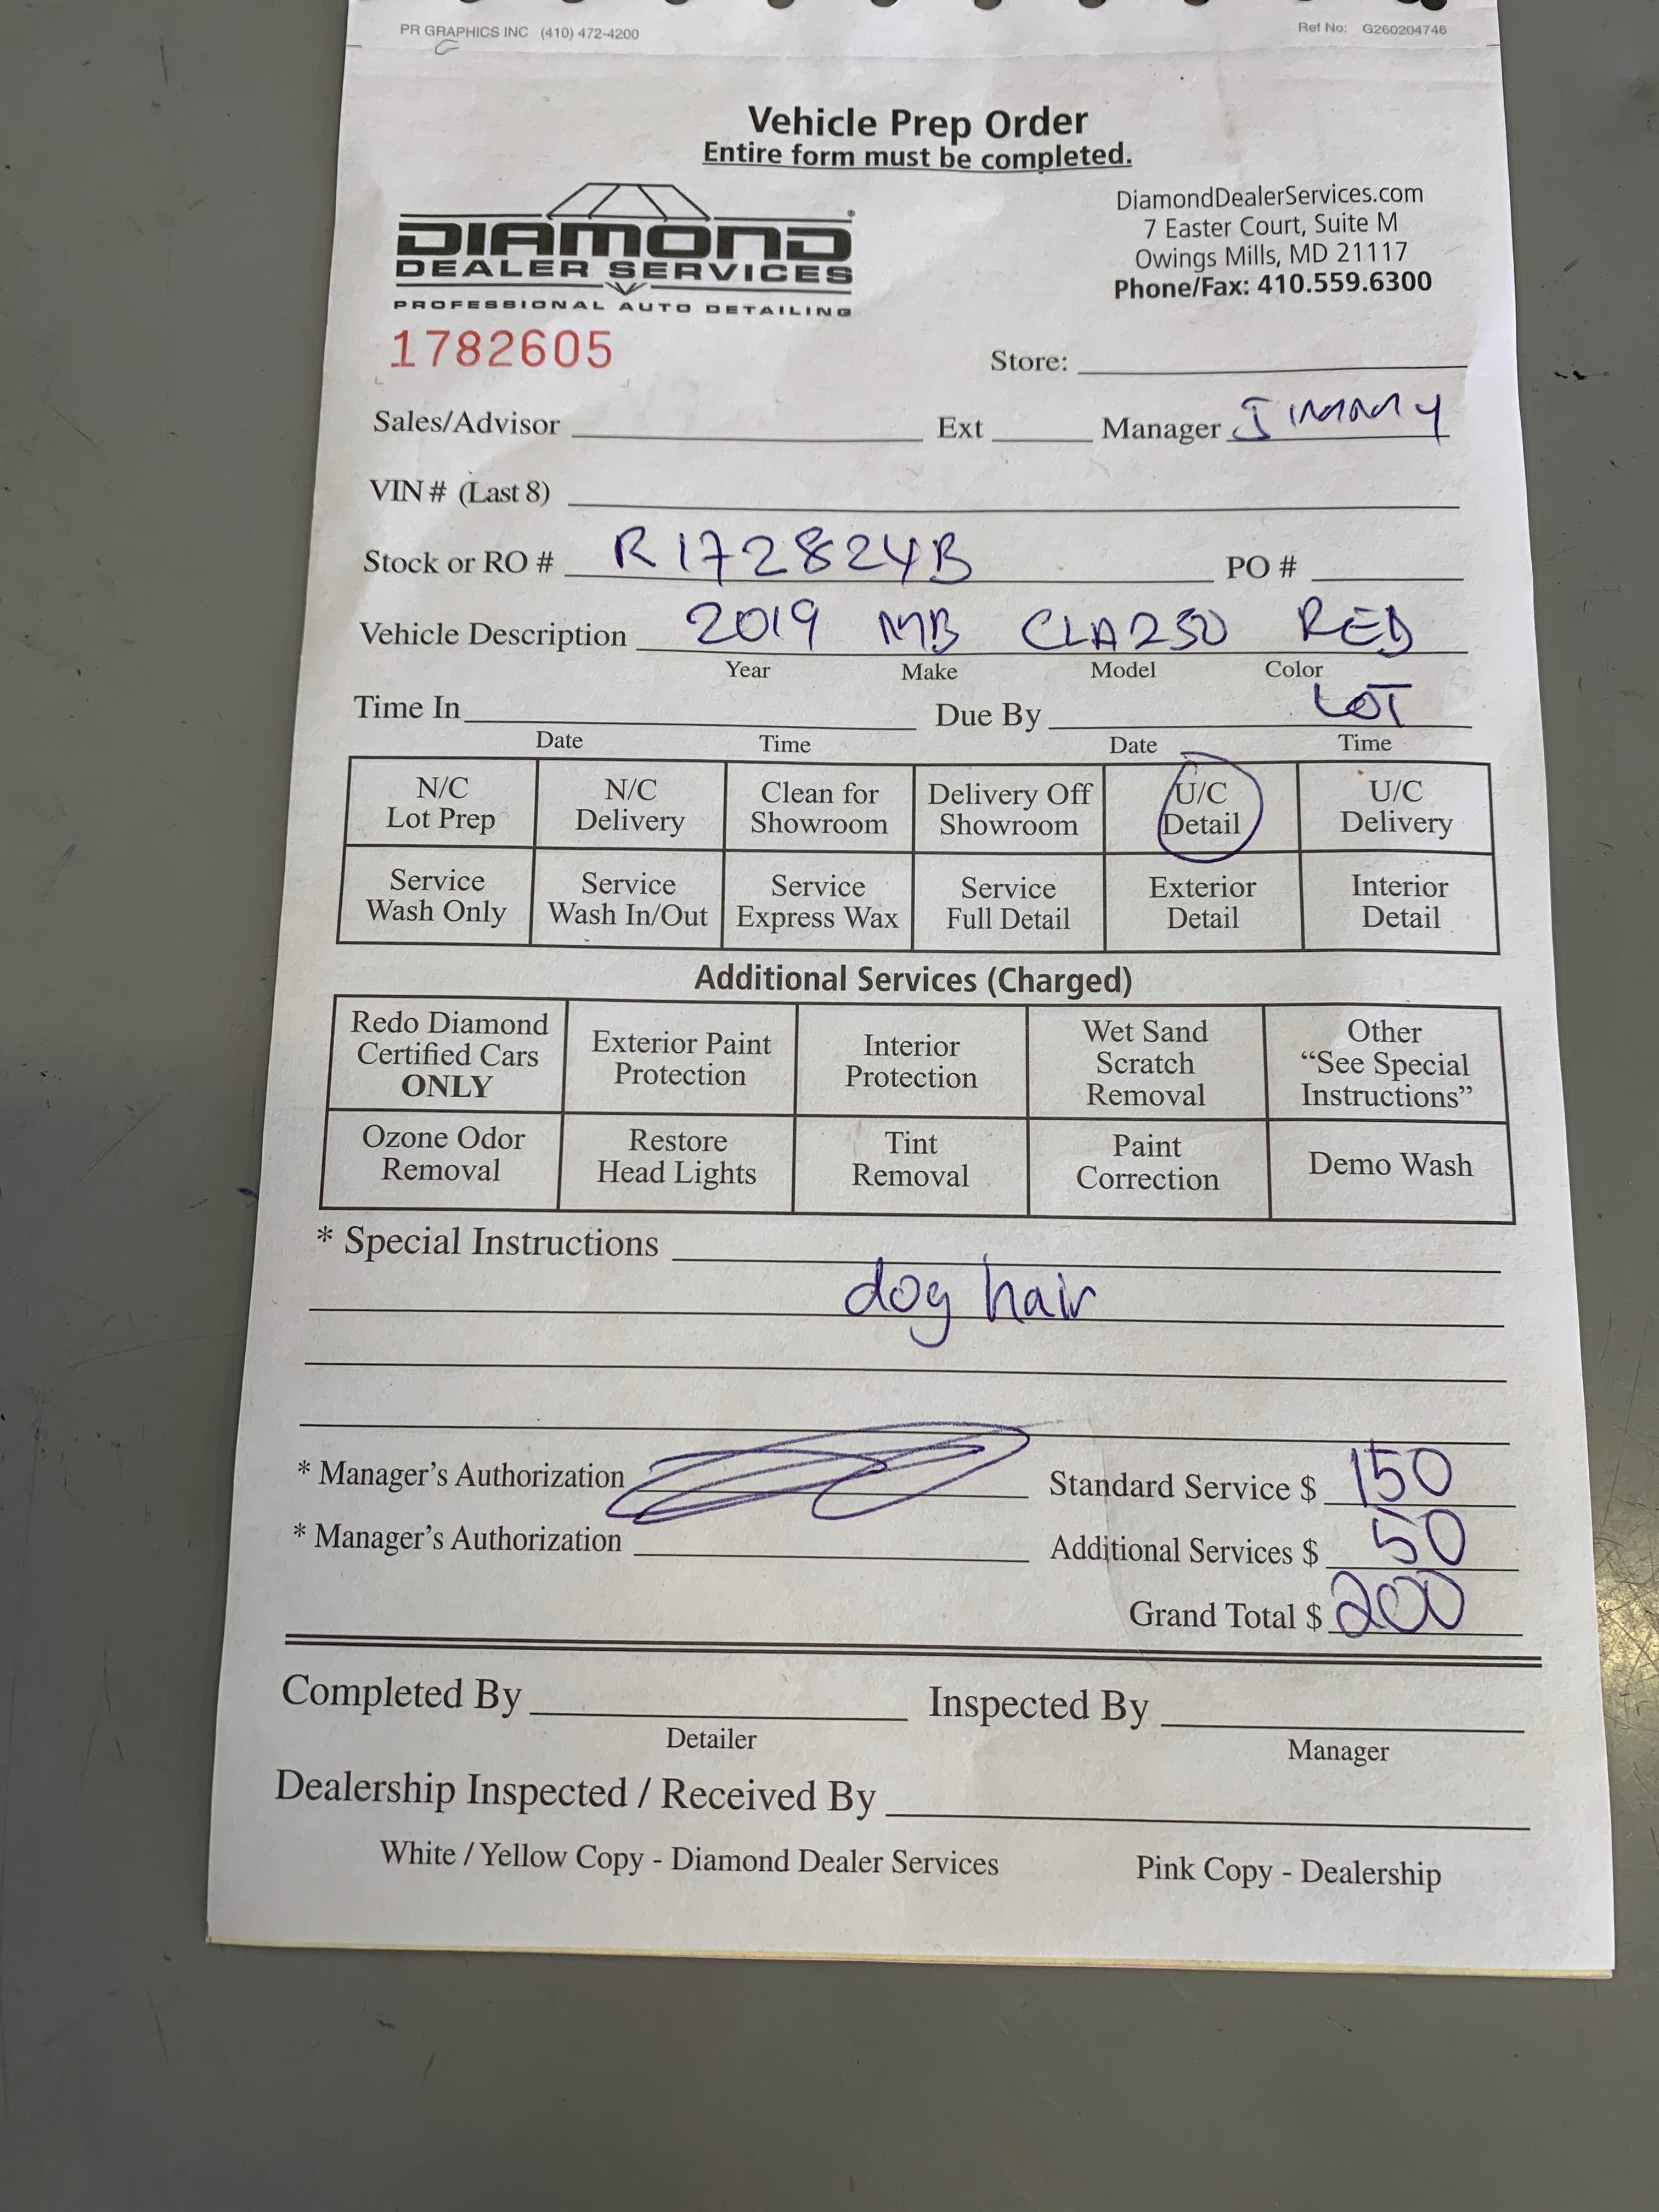 PR GRAPHICS INC (410) 472-4200 Ref No: G260204746
Vehicle Prep Order
Entire form must be completed.
DIAMOND
DEALER SERVICES
PROFESSIONAL AUTO DETAILING
DiamondDealerServices.com
7 Easter Court, Suite M
Owings Mills, MD 21117
Phone/Fax: 410.559.6300
1782605
Store:
Sales/Advisor Ext Manager Jimmy
VIN # (Last 8)
Stock or RO # R172824B PO #
Vehicle Description 2019 MB CLA250 RED
Year Make Model Color
Time In Due By LOT
Date Time Date Time
N/C Lot Prep N/C Delivery Clean for Showroom Delivery Off Showroom U/C Detail U/C Delivery
Service Wash Only Service Wash In/Out Service Express Wax Service Full Detail Exterior Detail Interior Detail
Additional Services (Charged)
Redo Diamond Certified Cars ONLY Exterior Paint Protection Interior Protection Wet Sand Scratch Removal Other "See Special Instructions"
Ozone Odor Removal Restore Head Lights Tint Removal Paint Correction Demo Wash
* Special Instructions
dog hair
* Manager's Authorization Standard Service $ 150
* Manager's Authorization Additional Services $ 50
Grand Total $ 200
Completed By Inspected By
Detailer Manager
Dealership Inspected / Received By
White / Yellow Copy - Diamond Dealer Services Pink Copy - Dealership